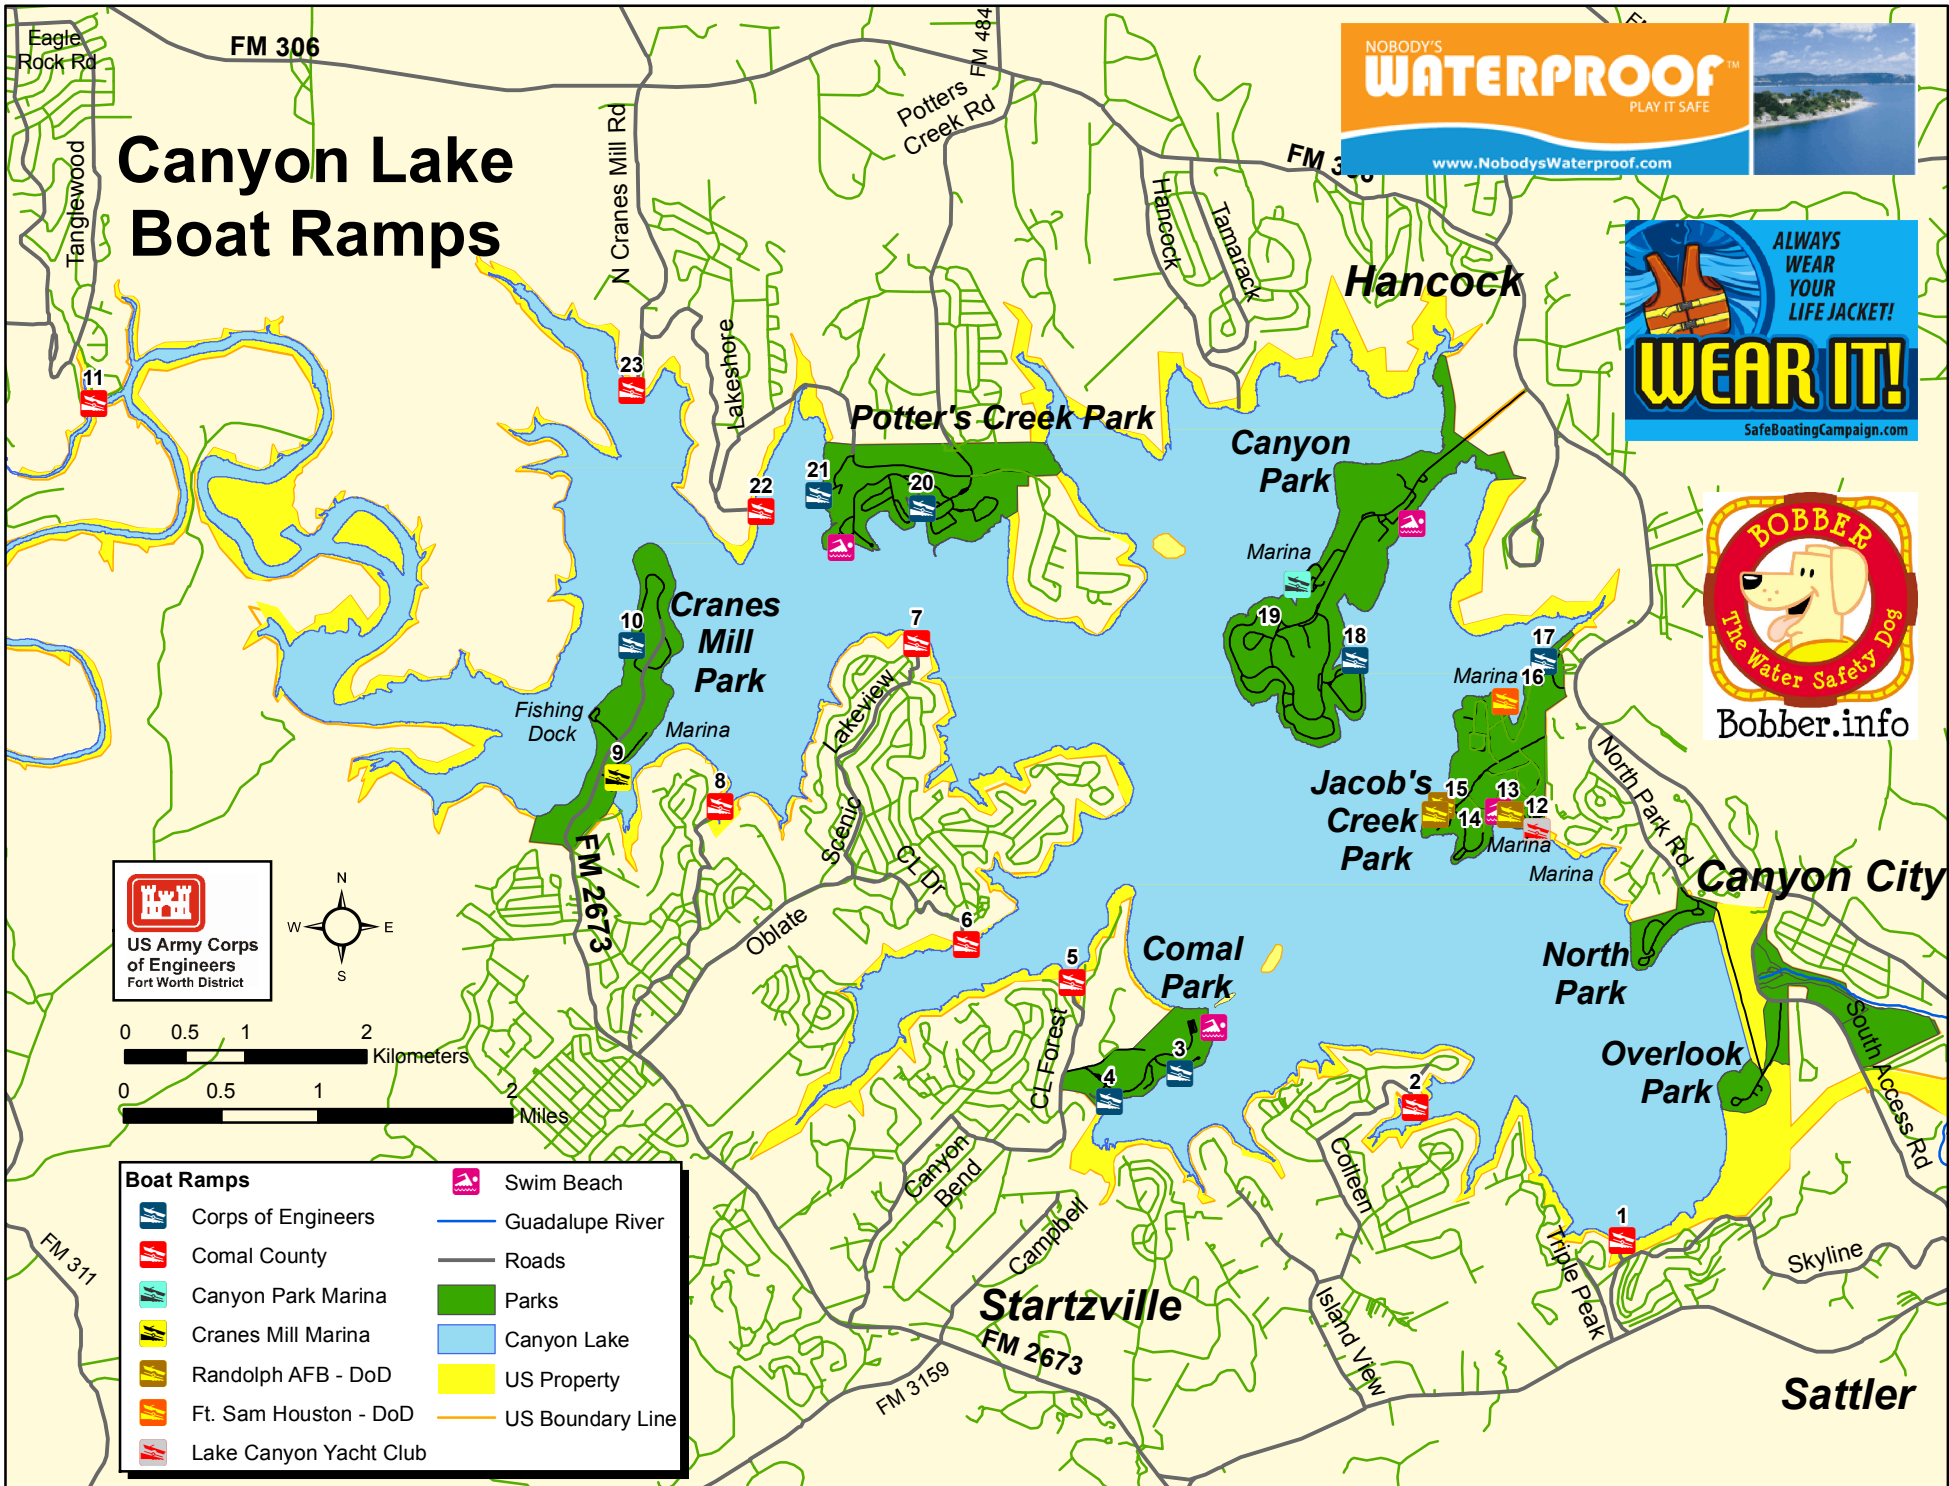 Canyon Lake
Boat Ramps
Eagle
Rock Rd
FM 306
Tanglewood
N Cranes Mill Rd
Lakeshore
Potters
Creek Rd
FM 484
Hancock
Tamarack
Hancock
NOBODY'S
WATERPROOF™
PLAY IT SAFE
www.NobodysWaterproof.com
ALWAYS
WEAR
YOUR
LIFE JACKET!
WEAR IT!
SafeBoatingCampaign.com
BOBBER
The Water Safety Dog
Bobber.info
11
23
22
21
20
Potter's Creek Park
Canyon
Park
Marina
19
18
17
Marina
16
10
Cranes
Mill
Park
7
Fishing
Dock
Marina
9
8
Lakeview
Scenic
CL Dr
Oblate
FM 2673
6
5
Jacob's
Creek
Park
15
14
13
12
Marina
Marina
North Park Rd
Canyon City
North
Park
Overlook
Park
South Access Rd
Comal
Park
3
4
CL Forest
2
1
Colleen
Triple Peak
Skyline
Sattler
Island View
Startzville
FM 2673
FM 3159
Campbell
Canyon
Bend
FM 311
US Army Corps
of Engineers
Fort Worth District
N
W
E
S
0 0.5 1 2
Kilometers
0 0.5 1 2
Miles
Boat Ramps
Corps of Engineers
Comal County
Canyon Park Marina
Cranes Mill Marina
Randolph AFB - DoD
Ft. Sam Houston - DoD
Lake Canyon Yacht Club
Swim Beach
Guadalupe River
Roads
Parks
Canyon Lake
US Property
US Boundary Line